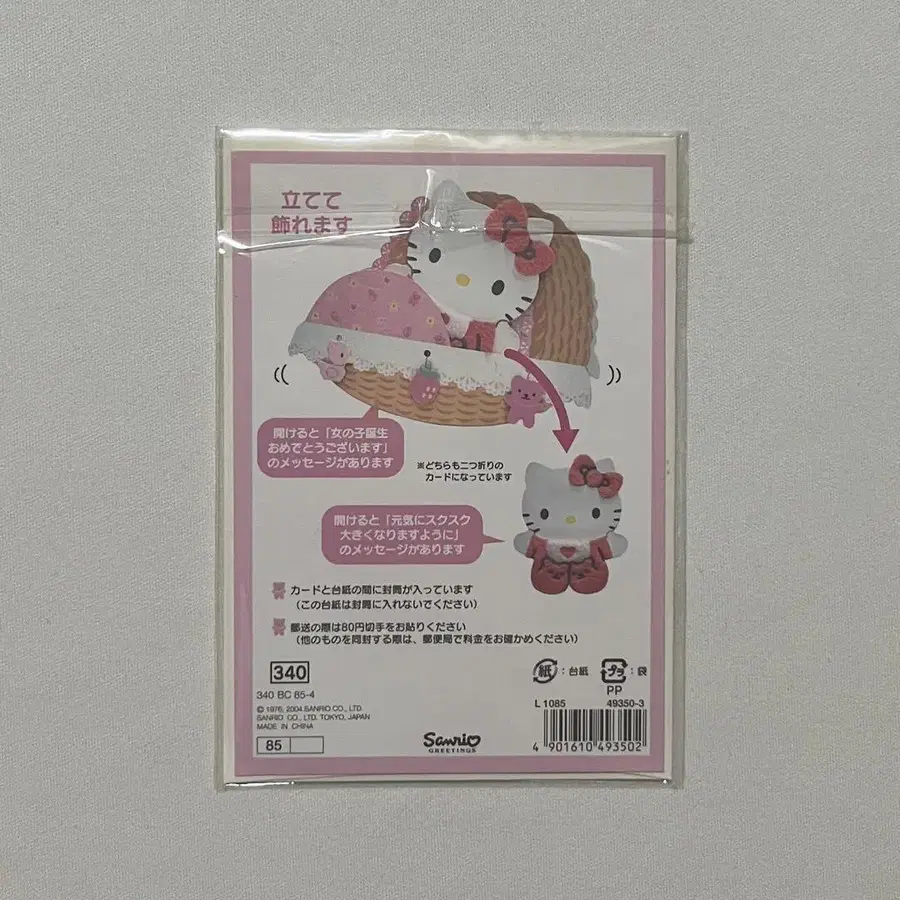 立てて
飾れます
開けると「女の子誕生
おめでとうございます」
のメッセージがあります
※どちらも二つ折りの
カードになっています
開けると「元気にスクスク
大きくなりますように」
のメッセージがあります
カードと台紙の間に封筒が入っています
(この台紙は封筒に入れないでください)
郵送の際は80円切手をお貼りください
(他のものを同封する際は、郵便局で料金をお確かめください)
340
340 BC 85-4
© 1976, 2004 SANRIO CO., LTD.
SANRIO CO., LTD. TOKYO, JAPAN
MADE IN CHINA
85
Sanrio
GREETINGS
紙 : 台紙 プラ : 袋
PP
L 1085 49350-3
4 901610 493502